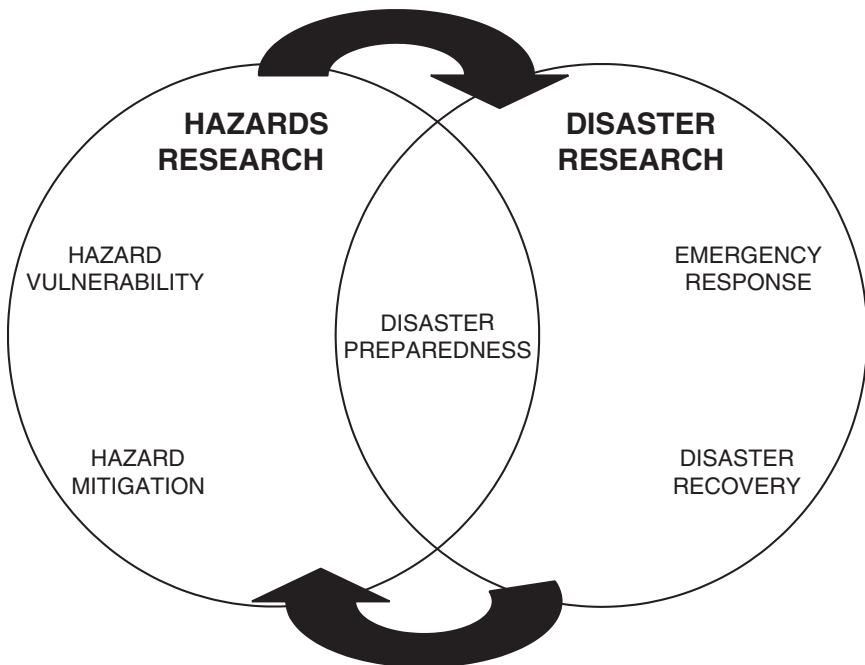 HAZARDS
RESEARCH
DISASTER
RESEARCH
HAZARD
VULNERABILITY
EMERGENCY
RESPONSE
DISASTER
PREPAREDNESS
HAZARD
MITIGATION
DISASTER
RECOVERY